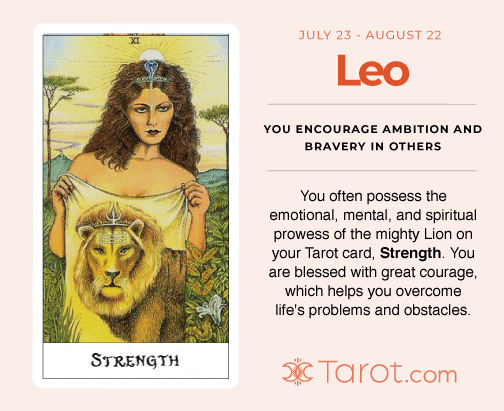 XI
STRENGTH
JULY 23 - AUGUST 22
Leo
YOU ENCOURAGE AMBITION AND
BRAVERY IN OTHERS
You often possess the
emotional, mental, and spiritual
prowess of the mighty Lion on
your Tarot card, Strength. You
are blessed with great courage,
which helps you overcome
life's problems and obstacles.
Tarot.com